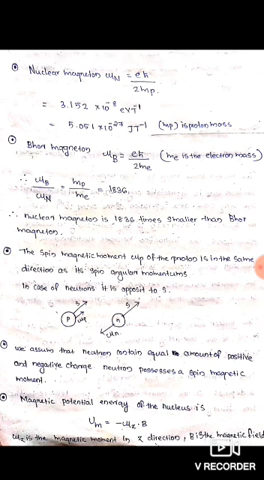 Nuclear magneton μN = eℏ / 2mp
= 3.152 × 10⁻⁸ eVT⁻¹
= 5.051 × 10⁻²⁷ JT⁻¹ (mp) is proton mass
Bhor magneton μB = eℏ / 2me (me is the electron mass)
∴ μB / μN = mp / me = 1836.
∴ nuclear magneton is 1836 times smaller than Bhor
magneton.
The spin magnetic moment μp of the proton is in the same
direction as its spin angular momentum s
In case of neutrons it is opposit to s.
S S
P μp n
μn
we assume that neutron contain equal amount of positive
and negative charge neutron possesses a spin magnetic
moment.
Magnetic potential energy of the nucleus is
Um = -μz.B
μz is the magnetic moment in z direction, B is the magnetic field
V RECORDER